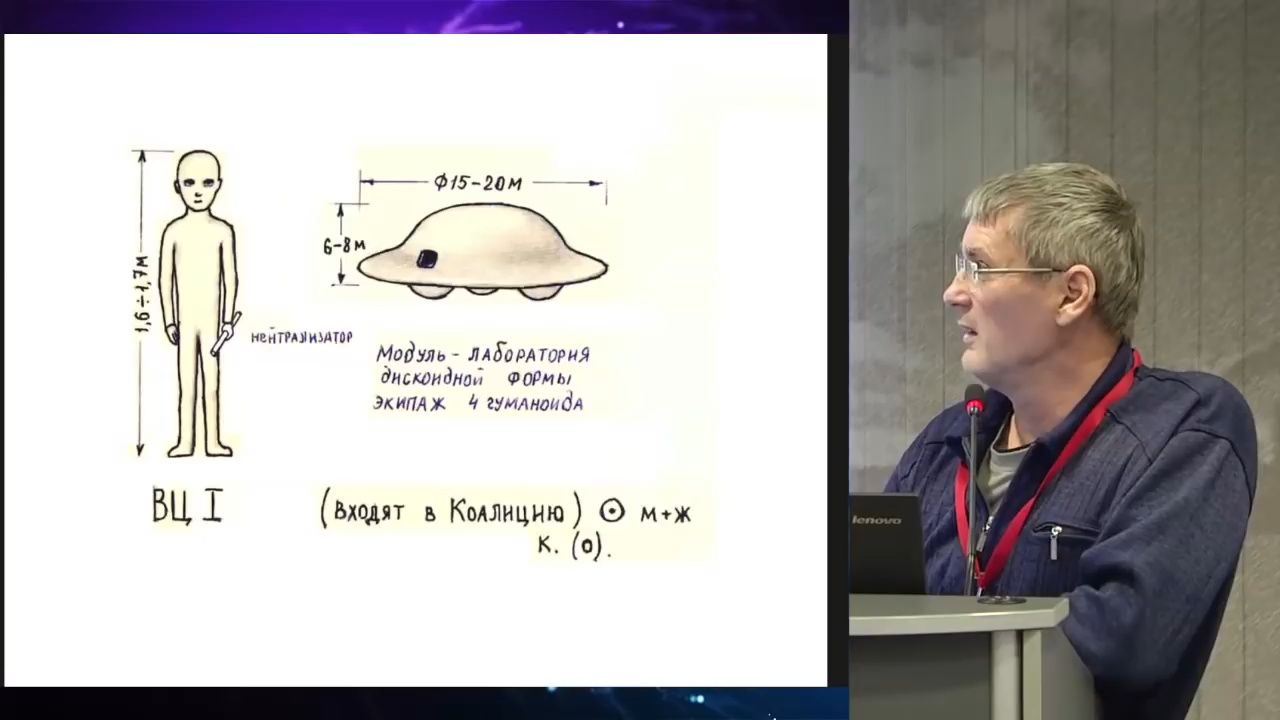 Ф15-20М
6-8М
1,6÷1,7М
НЕЙТРАЛИЗАТОР
МОДУЛЬ - ЛАБОРАТОРИЯ
ДИСКОИДНОЙ ФОРМЫ
ЭКИПАЖ 4 ГУМАНОИДА
ВЦ I
(ВХОДЯТ В КОАЛИЦИЮ) ⊙ М+Ж
К. (О).
lenovo